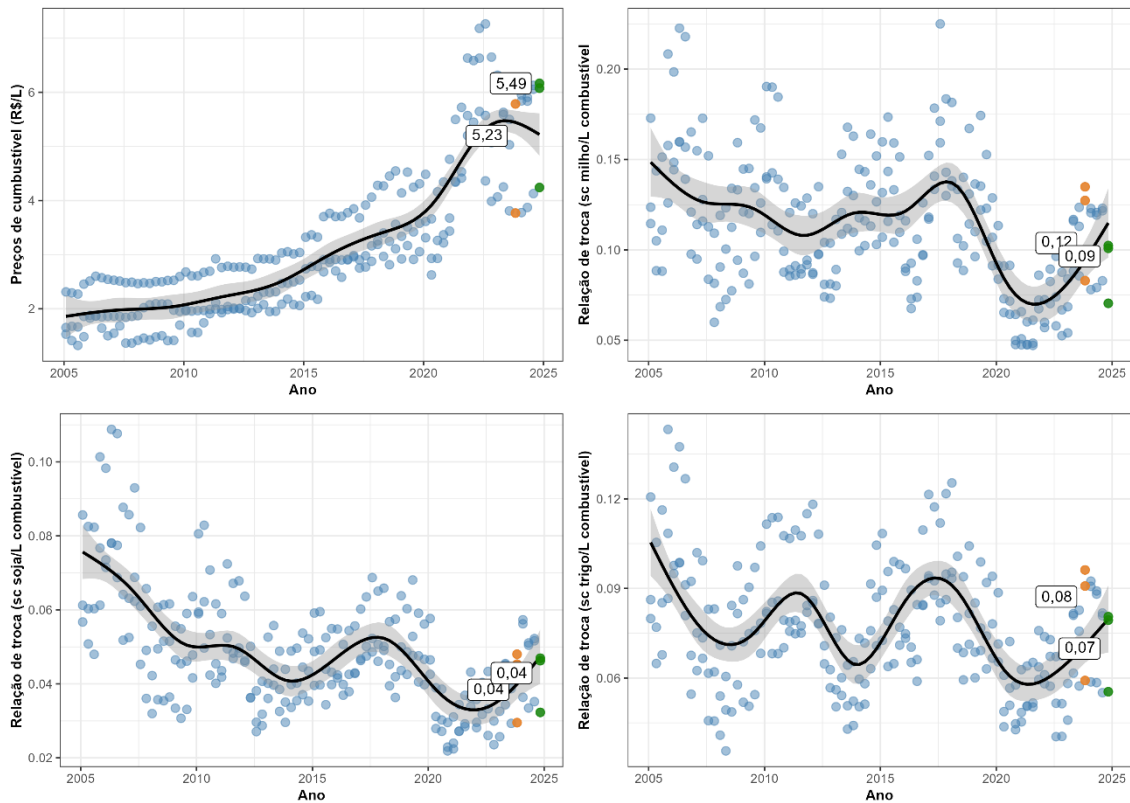 Preços de cumbustível (R$/L)
6
4
2
5,49
5,23
2005 2010 2015 2020 2025
Ano
Relação de troca (sc milho/L combustível
0.20
0.15
0.10
0.05
0,12
0,09
2005 2010 2015 2020 2025
Ano
Relação de troca (sc soja/L combustível)
0.10
0.08
0.06
0.04
0.02
0,04
0,04
2005 2010 2015 2020 2025
Ano
Relação de troca (sc trigo/L combustível)
0.12
0.09
0.06
0,08
0,07
2005 2010 2015 2020 2025
Ano